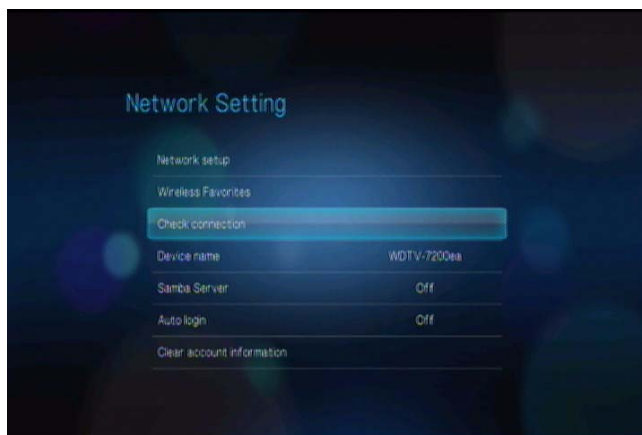 Network Setting
Network setup
Wireless Favorites
Check connection
Device name WDTV-7200ea
Samba Server Off
Auto login Off
Clear account information